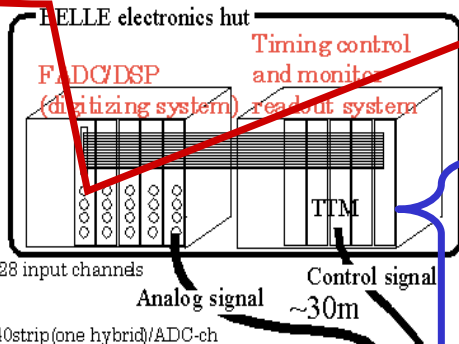 BELLE electronics hut
Timing control
FADC/DSP and monitor
(digitizing system) readout system
TTM
28 input channels
Control signal
Analog signal ~30m
40strip(one hybrid)/ADC-ch